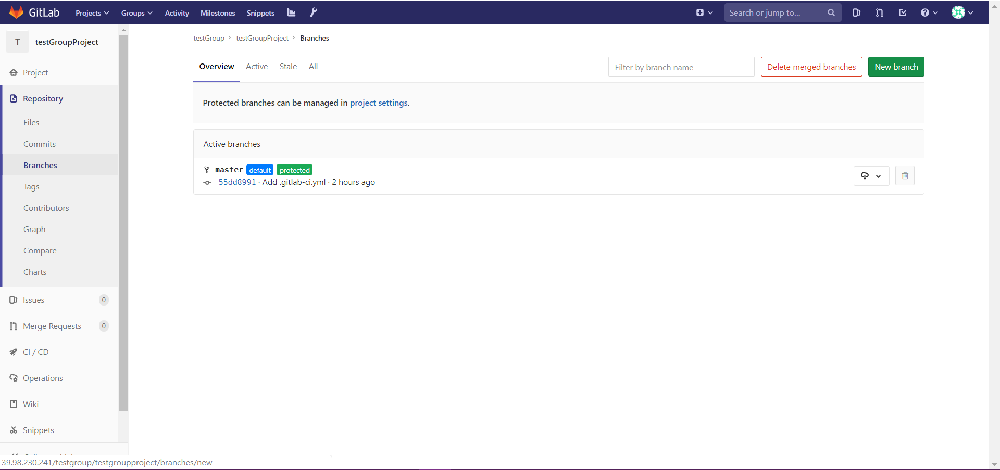 GitLab Projects Groups Activity Milestones Snippets Search or jump to...
T testGroupProject
Project
Repository
Files
Commits
Branches
Tags
Contributors
Graph
Compare
Charts
Issues 0
Merge Requests 0
CI / CD
Operations
Wiki
Snippets
39.98.230.241/testgroup/testgroupproject/branches/new
testGroup › testGroupProject › Branches
Overview Active Stale All Filter by branch name Delete merged branches New branch
Protected branches can be managed in project settings.
Active branches
master default protected
55dd8991 · Add .gitlab-ci.yml · 2 hours ago